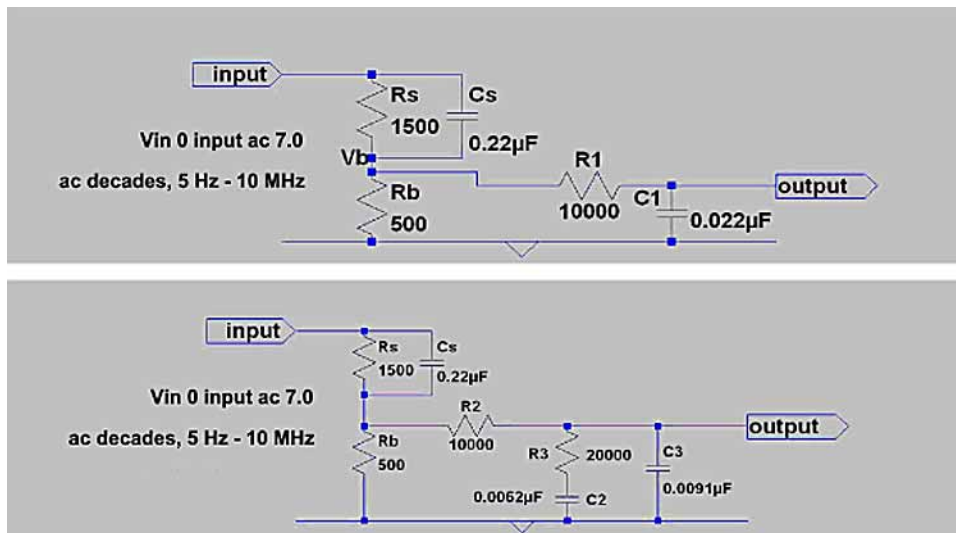 input
Rs
1500
Cs
0.22µF
Vin 0 input ac 7.0
ac decades, 5 Hz - 10 MHz
Vb
Rb
500
R1
10000
C1
0.022µF
output
input
Rs
1500
Cs
0.22µF
Vin 0 input ac 7.0
ac decades, 5 Hz - 10 MHz
R2
10000
Rb
500
R3
20000
0.0062µF
C2
C3
0.0091µF
output